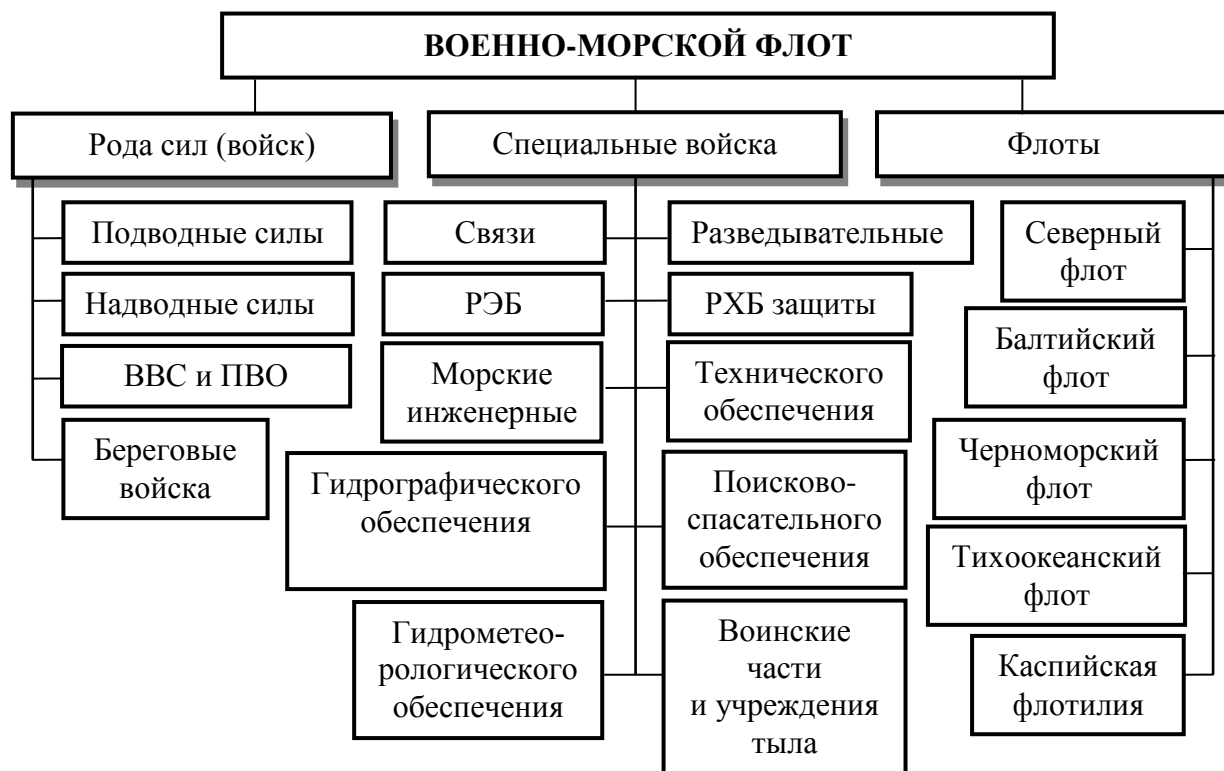 ВОЕННО-МОРСКОЙ ФЛОТ
Рода сил (войск)
Специальные войска
Флоты
Подводные силы
Надводные силы
ВВС и ПВО
Береговые
войска
Связи
Разведывательные
РЭБ
РХБ защиты
Морские
инженерные
Технического
обеспечения
Гидрографического
обеспечения
Поисково-
спасательного
обеспечения
Гидрометео-
рологического
обеспечения
Воинские
части
и учреждения
тыла
Северный
флот
Балтийский
флот
Черноморский
флот
Тихоокеанский
флот
Каспийская
флотилия